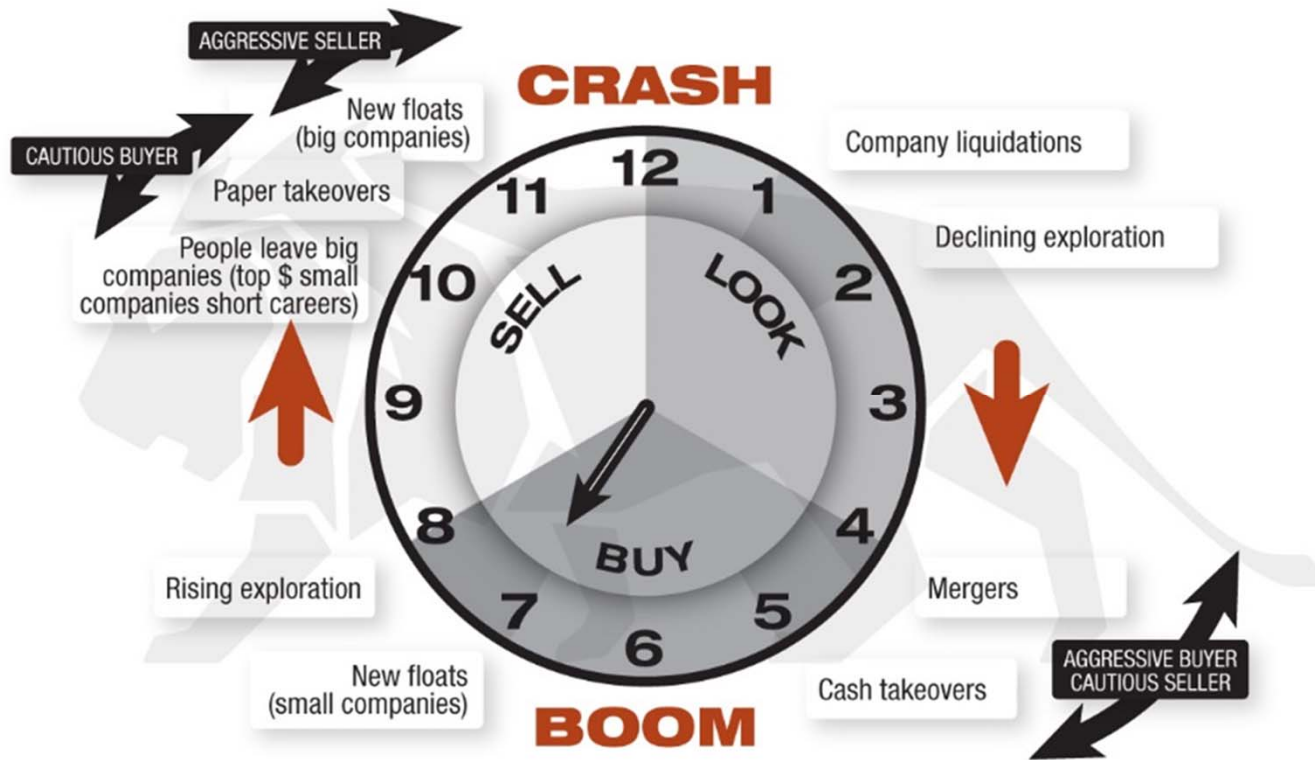 AGGRESSIVE SELLER
CRASH
New floats
(big companies)
CAUTIOUS BUYER
Paper takeovers
People leave big
companies (top $ small
companies short careers)
Company liquidations
Declining exploration
12
1
2
3
4
5
6
7
8
9
10
11
SELL
LOOK
BUY
Rising exploration
New floats
(small companies)
Mergers
Cash takeovers
AGGRESSIVE BUYER
CAUTIOUS SELLER
BOOM